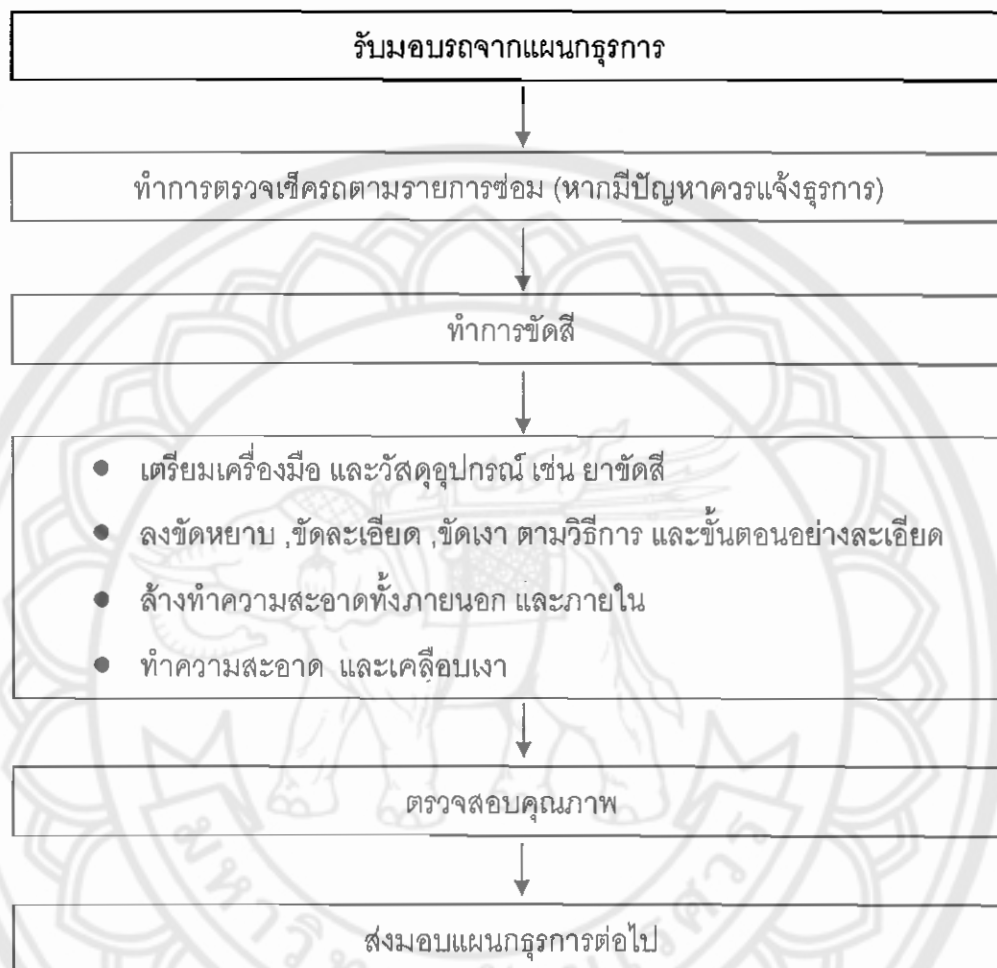 รับมอบรถจากแผนกธุรการ
ทำการตรวจเช็ครถตามรายการซ่อม (หากมีปัญหาควรแจ้งธุรการ)
ทำการขัดสี
● เตรียมเครื่องมือ และวัสดุอุปกรณ์ เช่น ยาขัดสี
● ลงขัดหยาบ ,ขัดละเอียด ,ขัดเงา ตามวิธีการ และขั้นตอนอย่างละเอียด
● ล้างทำความสะอาดทั้งภายนอก และภายใน
● ทำความสะอาด และเคลือบเงา
ตรวจสอบคุณภาพ
ส่งมอบแผนกธุรการต่อไป